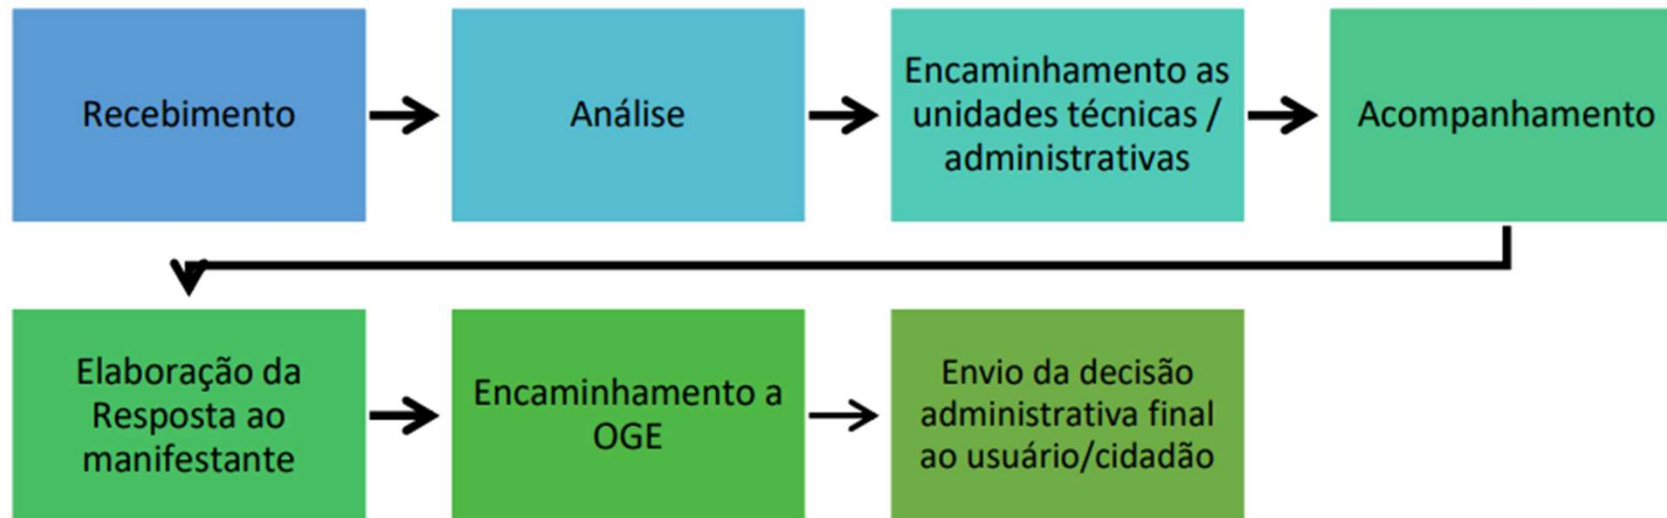 Recebimento
Análise
Encaminhamento as
unidades técnicas /
administrativas
Acompanhamento
Elaboração da
Resposta ao
manifestante
Encaminhamento a
OGE
Envio da decisão
administrativa final
ao usuário/cidadão